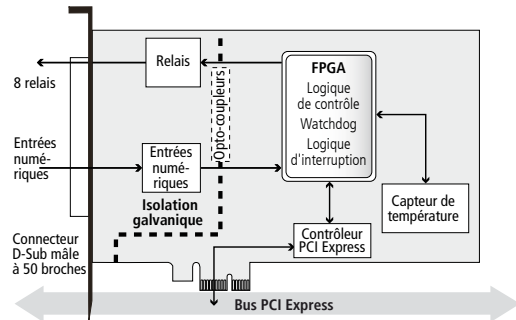 8 relais
Relais
Opto-coupleurs
FPGA
Logique
de contrôle
Watchdog
Logique
d'interruption
Entrées
numé-
riques
Entrées
numé-
riques
Isolation
galvanique
Capteur de
température
Contrôleur
PCI Express
Connecteur
D-Sub mâle
à 50 broches
Bus PCI Express